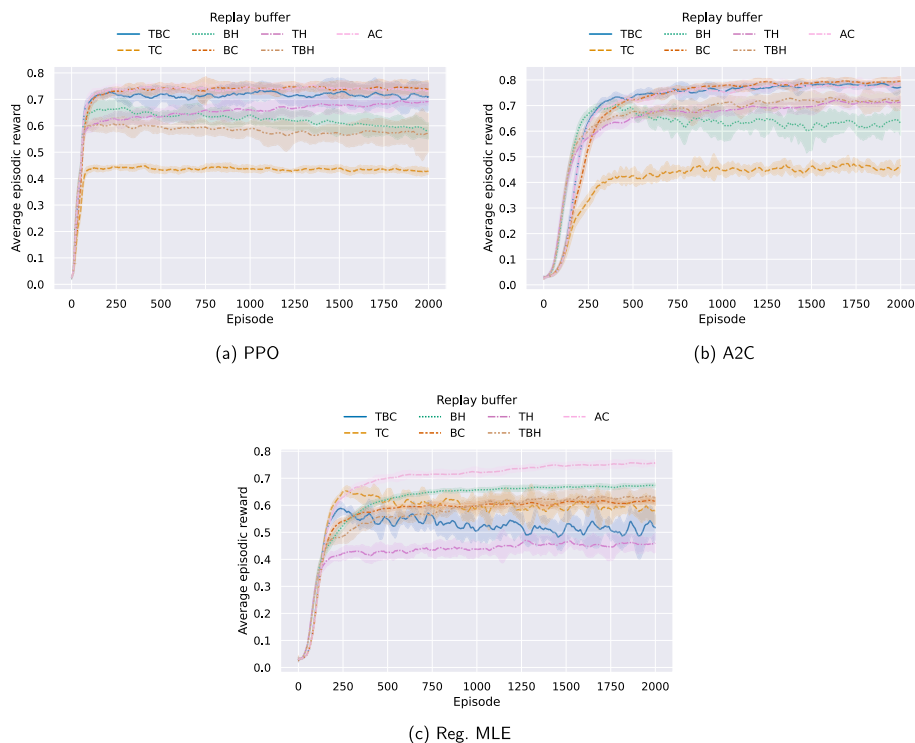 Replay buffer
TBC BH TH AC
TC BC TBH
0.8
0.7
0.6
0.5
0.4
0.3
0.2
0.1
0.0
Average episodic reward
0 250 500 750 1000 1250 1500 1750 2000
Episode
(a) PPO
Replay buffer
TBC BH TH AC
TC BC TBH
0.8
0.7
0.6
0.5
0.4
0.3
0.2
0.1
0.0
Average episodic reward
0 250 500 750 1000 1250 1500 1750 2000
Episode
(b) A2C
Replay buffer
TBC BH TH AC
TC BC TBH
0.8
0.7
0.6
0.5
0.4
0.3
0.2
0.1
0.0
Average episodic reward
0 250 500 750 1000 1250 1500 1750 2000
Episode
(c) Reg. MLE